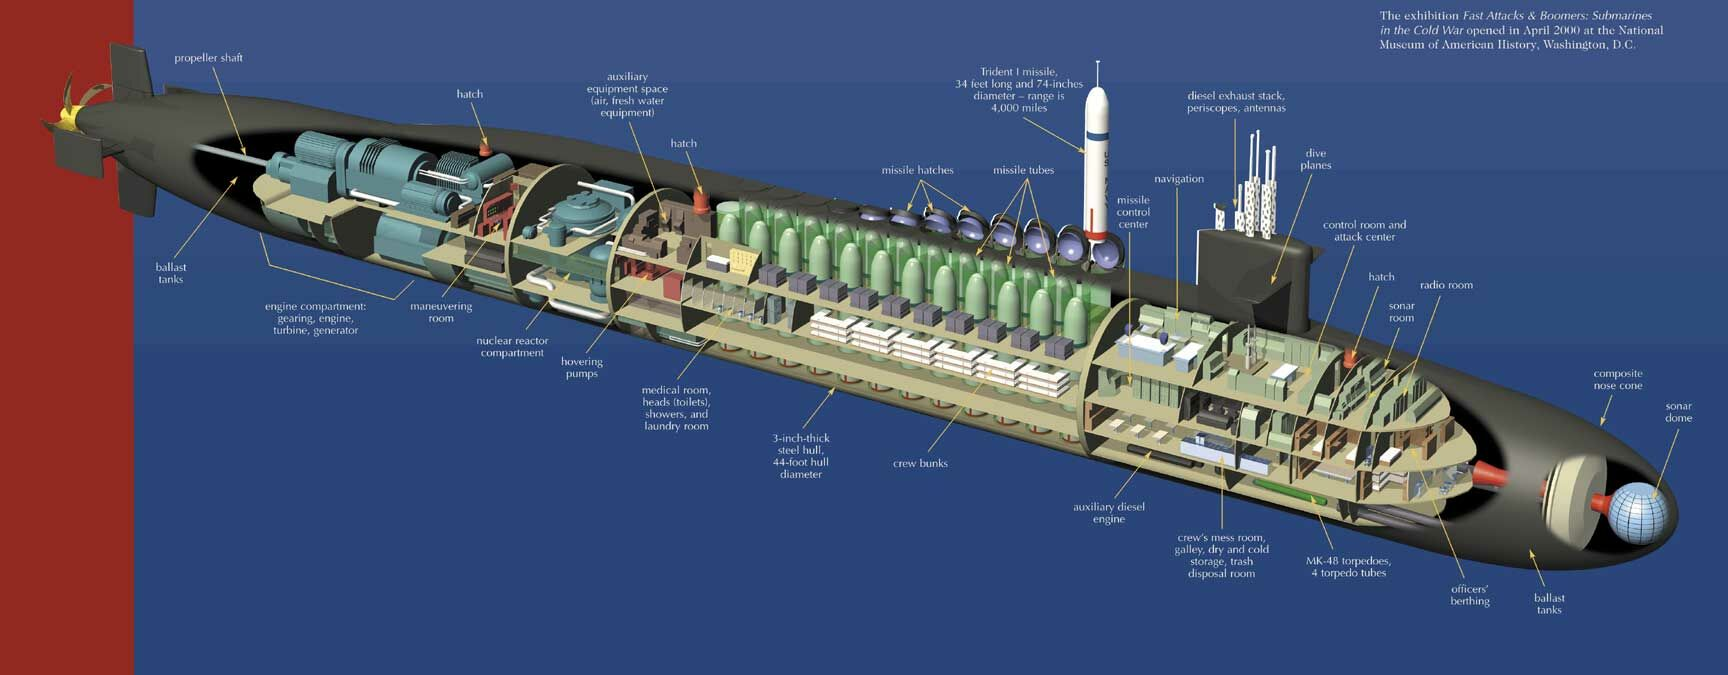 The exhibition Fast Attacks & Boomers: Submarines
in the Cold War opened in April 2000 at the National
Museum of American History, Washington, D.C.
propeller shaft
hatch
auxiliary
equipment space
(air, fresh water
equipment)
hatch
missile hatches
missile tubes
Trident I missile,
34 feet long and 74-inches
diameter – range is
4,000 miles
missile
control
center
navigation
diesel exhaust stack,
periscopes, antennas
dive
planes
control room and
attack center
hatch
sonar
room
radio room
composite
nose cone
sonar
dome
ballast
tanks
engine compartment:
gearing, engine,
turbine, generator
maneuvering
room
nuclear reactor
compartment
hovering
pumps
medical room,
heads (toilets),
showers, and
laundry room
3-inch-thick
steel hull,
44-foot hull
diameter
crew bunks
auxiliary diesel
engine
crew's mess room,
galley, dry and cold
storage, trash
disposal room
MK-48 torpedoes,
4 torpedo tubes
officers'
berthing
ballast
tanks